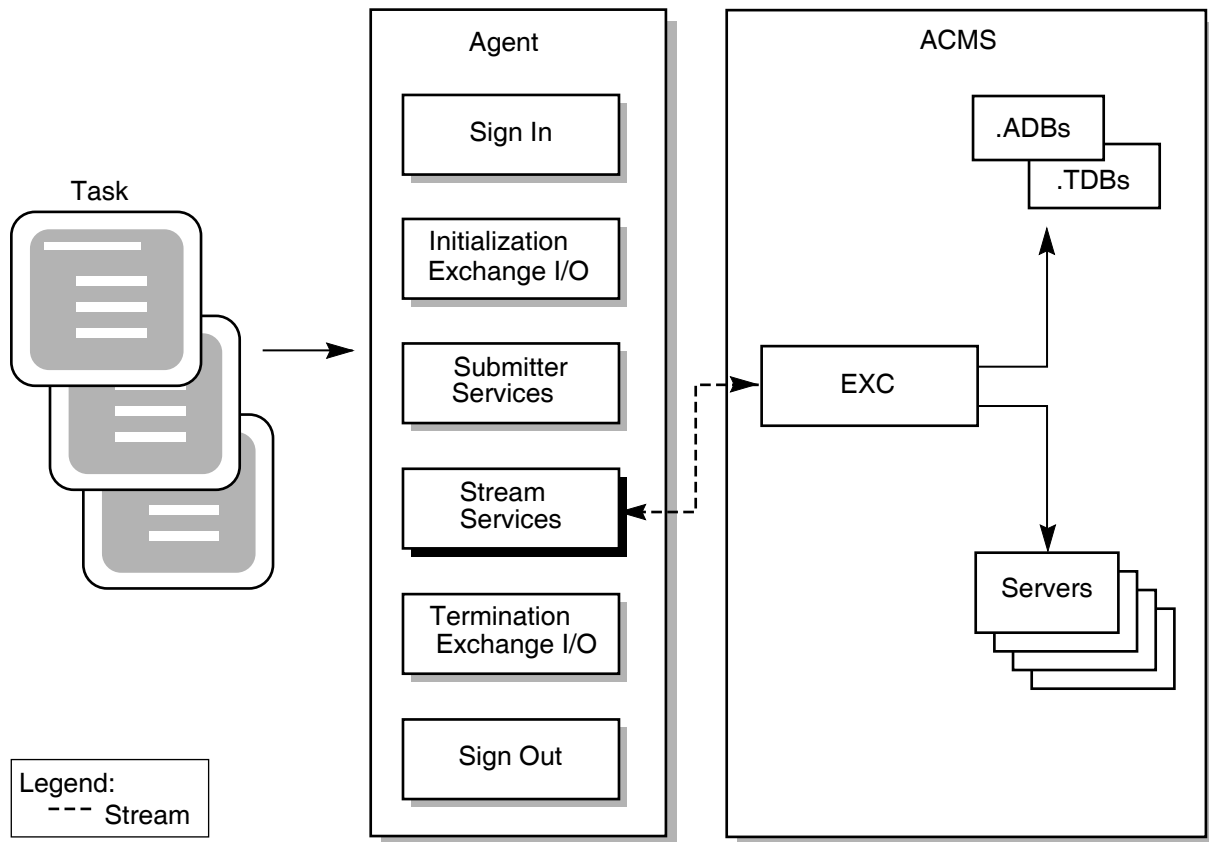 Task
Agent
Sign In
Initialization
Exchange I/O
Submitter
Services
Stream
Services
Termination
Exchange I/O
Sign Out
ACMS
.ADBs
.TDBs
EXC
Servers
Legend:
Stream